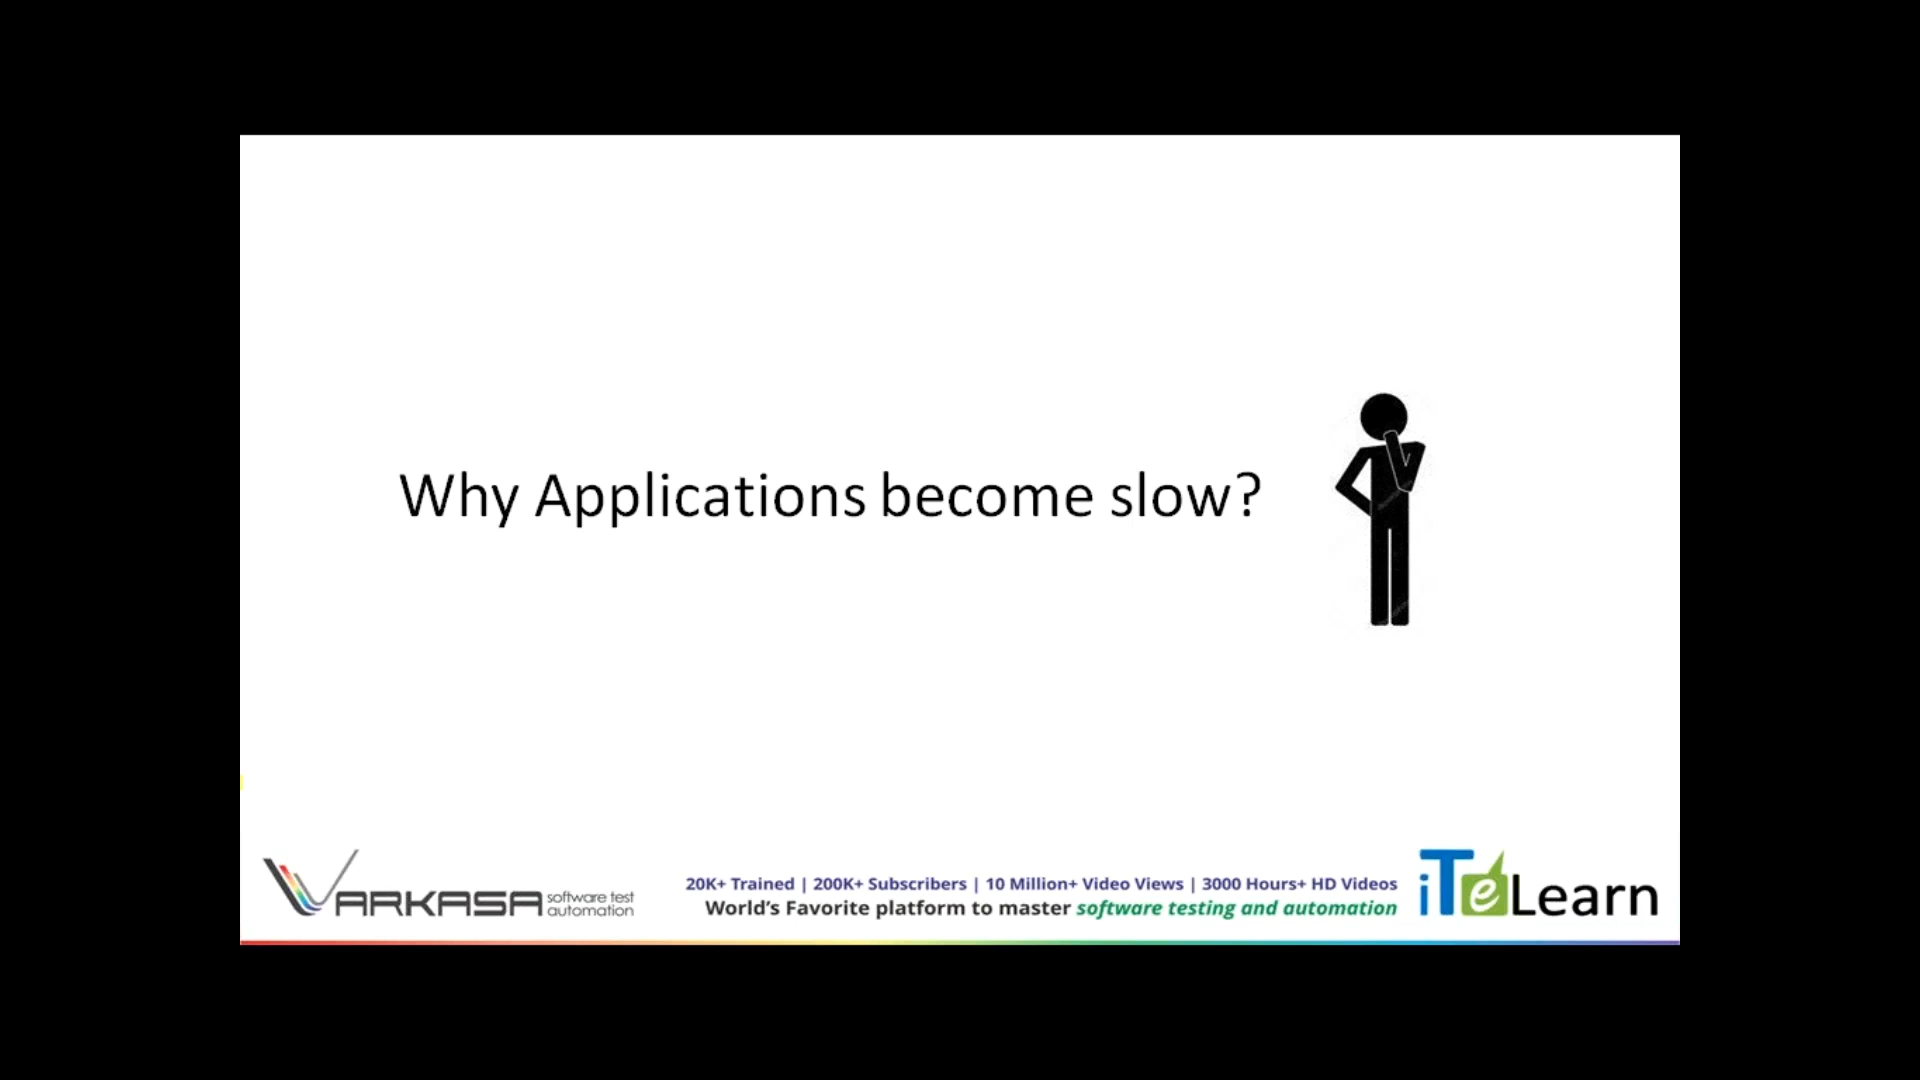 Why Applications become slow?
VARKASA software test automation
20K+ Trained | 200K+ Subscribers | 10 Million+ Video Views | 3000 Hours+ HD Videos
World's Favorite platform to master software testing and automation
iTeLearn